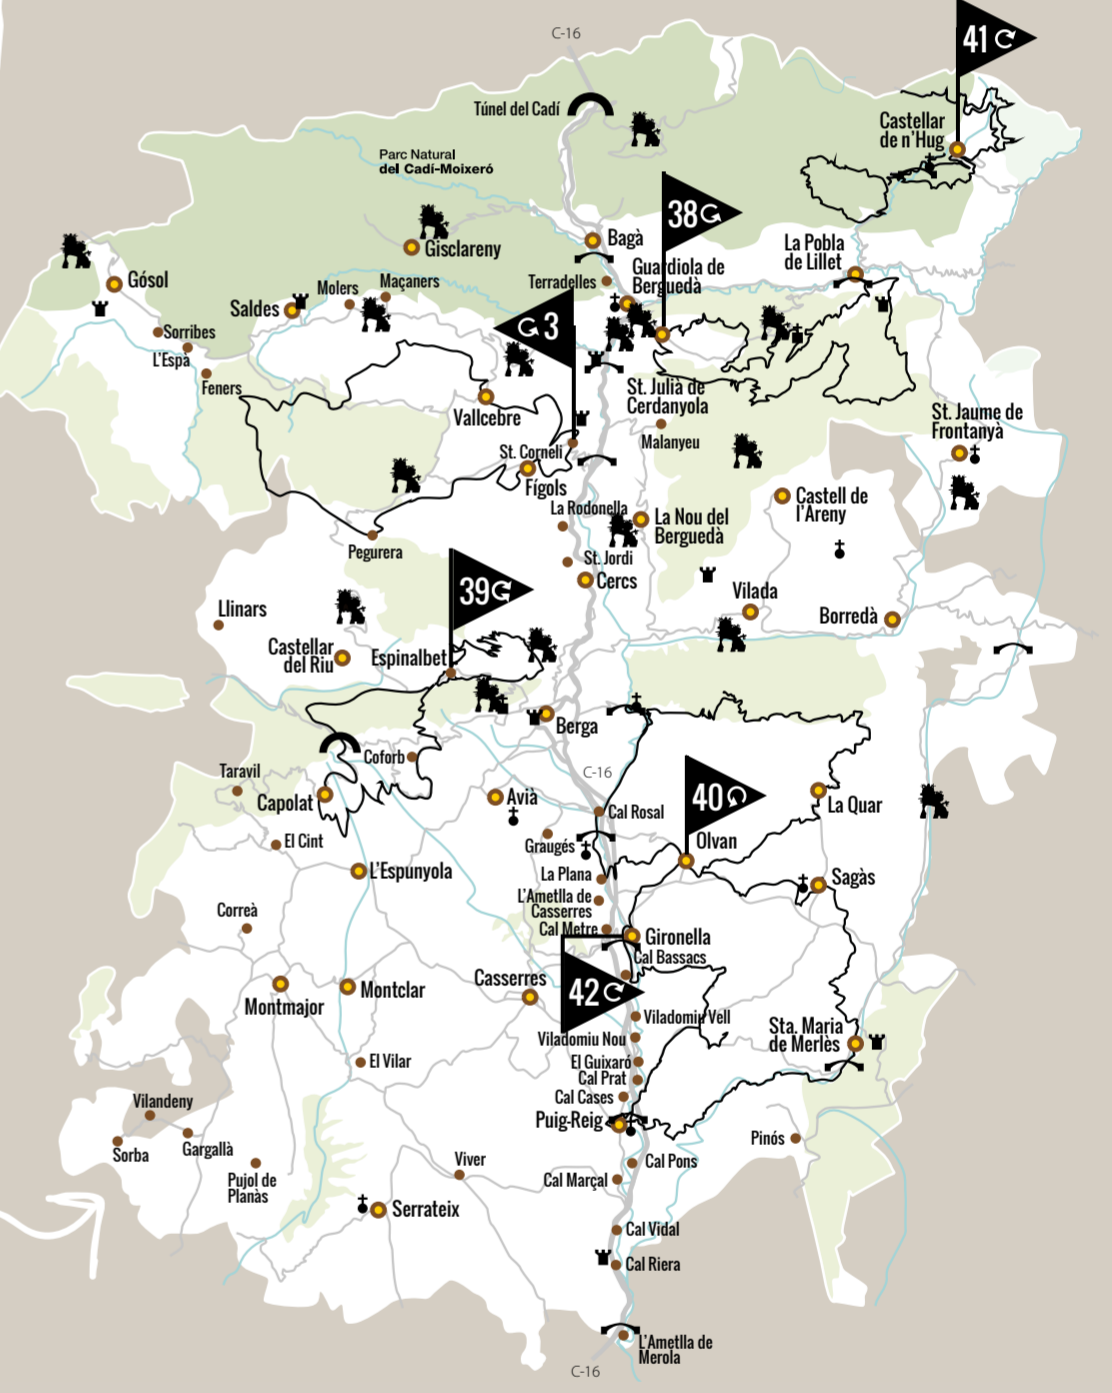 C-16
41
Túnel del Cadí
Castellar
de n'Hug
Parc Natural
del Cadí-Moixeró
38
Bagà
Gisclareny
La Pobla
de Lillet
Guardiola de
Berguedà
Terradelles
Gósol
Molers
Maçaners
Saldes
3
Sorribes
L'Espà
Feners
Vallcebre
St. Julià de
Cerdanyola
Malanyeu
St. Jaume de
Frontanyà
St. Corneli
Fígols
La Rodonella
Castell de
l'Areny
La Nou del
Berguedà
Pegurera
St. Jordi
Cercs
39
Vilada
Borredà
Llinars
Castellar
del Riu
Espinalbet
Berga
Coforb
C-16
Taravil
Capolat
Avià
40
La Quar
Cal Rosal
El Cint
Graugés
Olvan
L'Espunyola
La Plana
Sagàs
L'Ametlla de
Casserres
Correà
Cal Metre
Gironella
Cal Bassacs
Casserres
42
Montmajor
Montclar
Viladomiu Vell
Sta. Maria
de Merlès
Viladomiu Nou
El Vilar
El Guixaró
Cal Prat
Cal Cases
Vilandeny
Puig-Reig
Sorba
Gargallà
Pinós
Pujol de
Planàs
Viver
Cal Pons
Cal Marçal
Serrateix
Cal Vidal
Cal Riera
L'Ametlla de
Merola
C-16